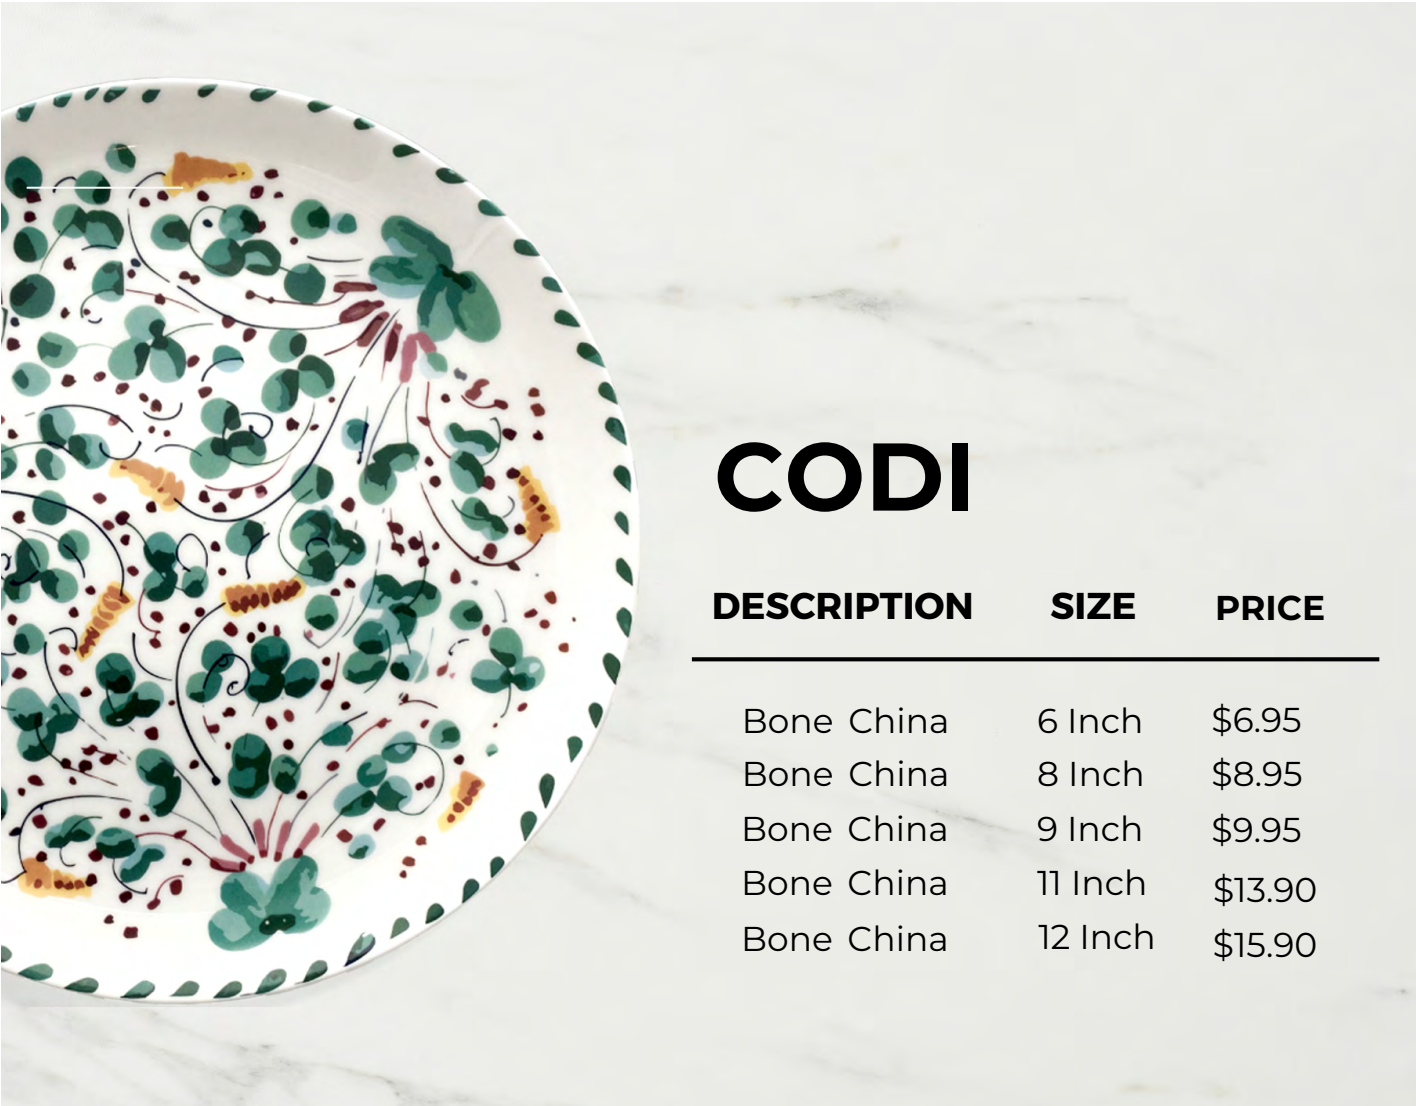 CODI
DESCRIPTION SIZE PRICE
Bone China 6 Inch $6.95
Bone China 8 Inch $8.95
Bone China 9 Inch $9.95
Bone China 11 Inch $13.90
Bone China 12 Inch $15.90